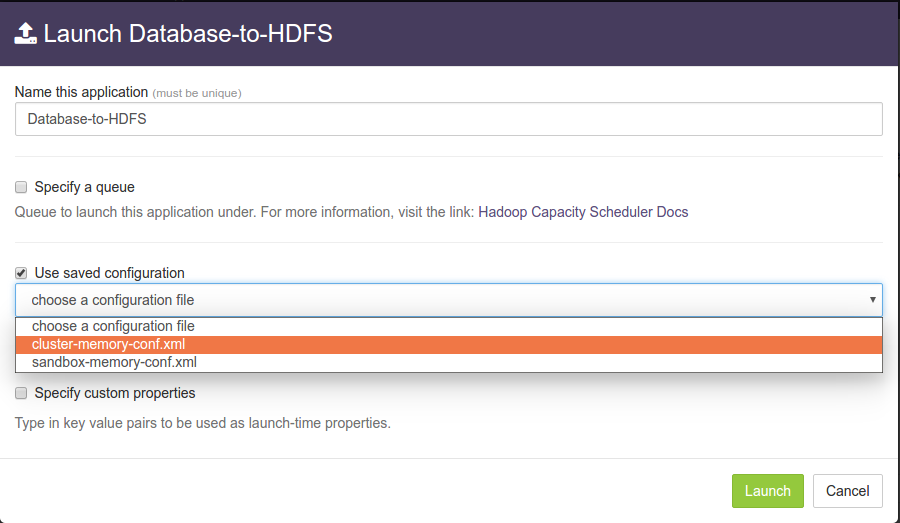 Launch Database-to-HDFS
Name this application (must be unique)
Database-to-HDFS
Specify a queue
Queue to launch this application under. For more information, visit the link: Hadoop Capacity Scheduler Docs
Use saved configuration
choose a configuration file
choose a configuration file
cluster-memory-conf.xml
sandbox-memory-conf.xml
Specify custom properties
Type in key value pairs to be used as launch-time properties.
Launch Cancel